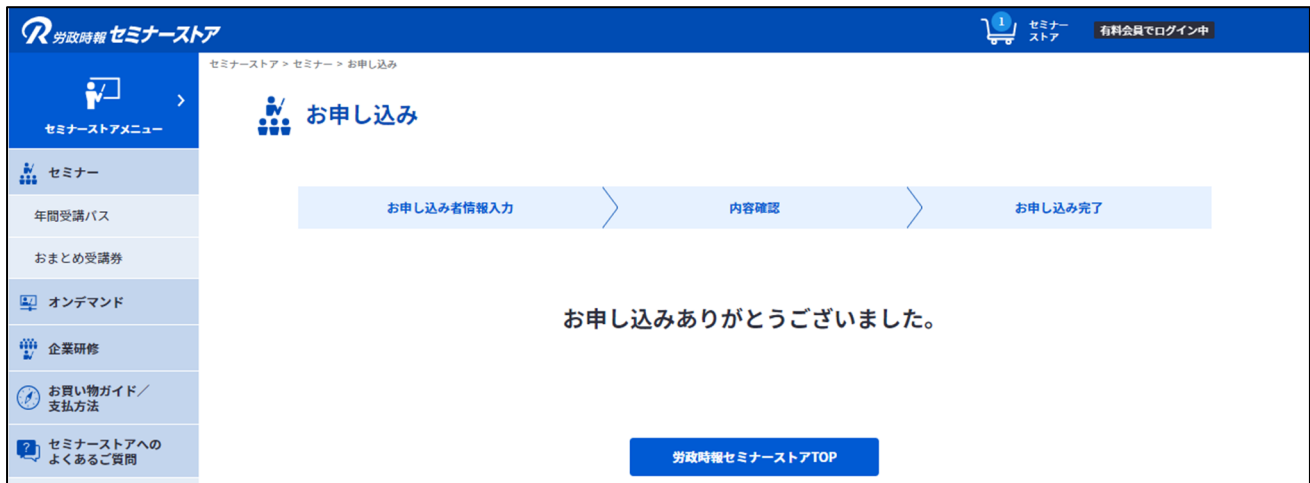 労政時報 セミナーストア
1
セミナー
ストア
有料会員でログイン中
セミナーストア > セミナー > お申し込み
セミナーストアメニュー
お申し込み
セミナー
年間受講パス
おまとめ受講券
オンデマンド
企業研修
お買い物ガイド／
支払方法
セミナーストアへの
よくあるご質問
お申し込み者情報入力
内容確認
お申し込み完了
お申し込みありがとうございました。
労政時報セミナーストアTOP